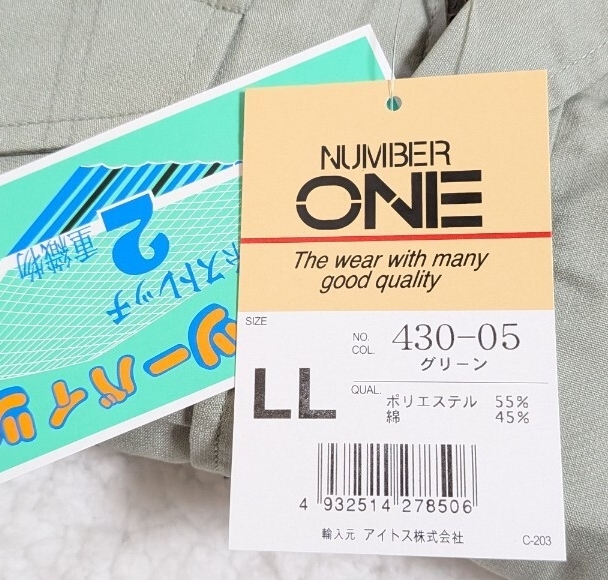 NUMBER
ONE
The wear with many
good quality
SIZE
LL
NO.
COL.
430-05
グリーン
QUAL.
ポリエステル 55%
綿 45%
4 932514 278506
輸入元 アイトス株式会社
C-203
2
重織物
ストレッチ
ツーバイ